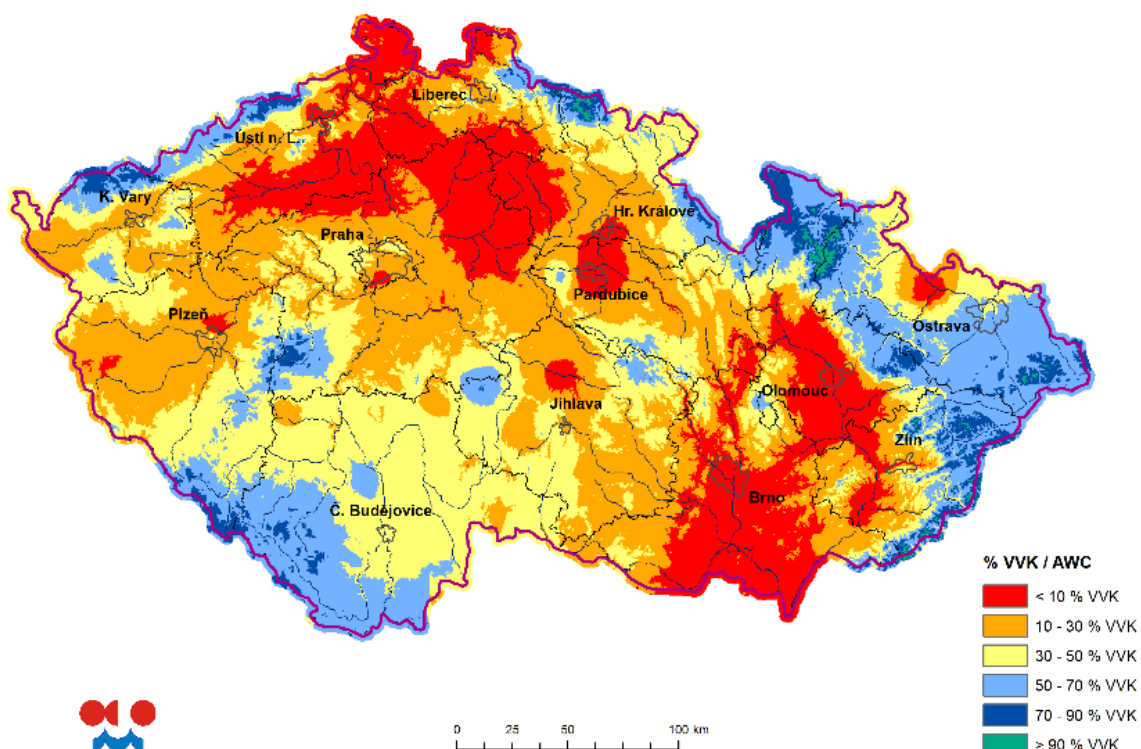 Liberec
Ústí n. L.
K. Vary
Hr. Králové
Praha
Pardubice
Plzeň
Ostrava
Olomouc
Jihlava
Zlín
Brno
Č. Budějovice
% VVK / AWC
< 10 % VVK
10 - 30 % VVK
30 - 50 % VVK
50 - 70 % VVK
70 - 90 % VVK
> 90 % VVK
0 25 50 100 km